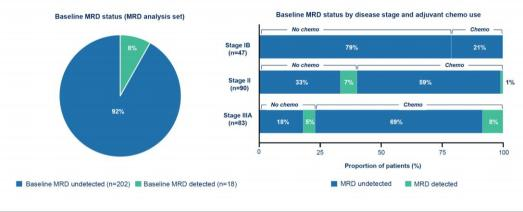 Baseline MRD status (MRD analysis set)
8%
92%
Baseline MRD undetected (n=202)
Baseline MRD detected (n=18)
Baseline MRD status by disease stage and adjuvant chemo use
No chemo
Chemo
Stage IB
(n=47)
79%
21%
No chemo
Chemo
Stage II
(n=90)
33%
7%
59%
1%
No chemo
Chemo
Stage IIIA
(n=83)
18%
5%
69%
8%
0
25
50
75
100
Proportion of patients (%)
MRD undetected
MRD detected